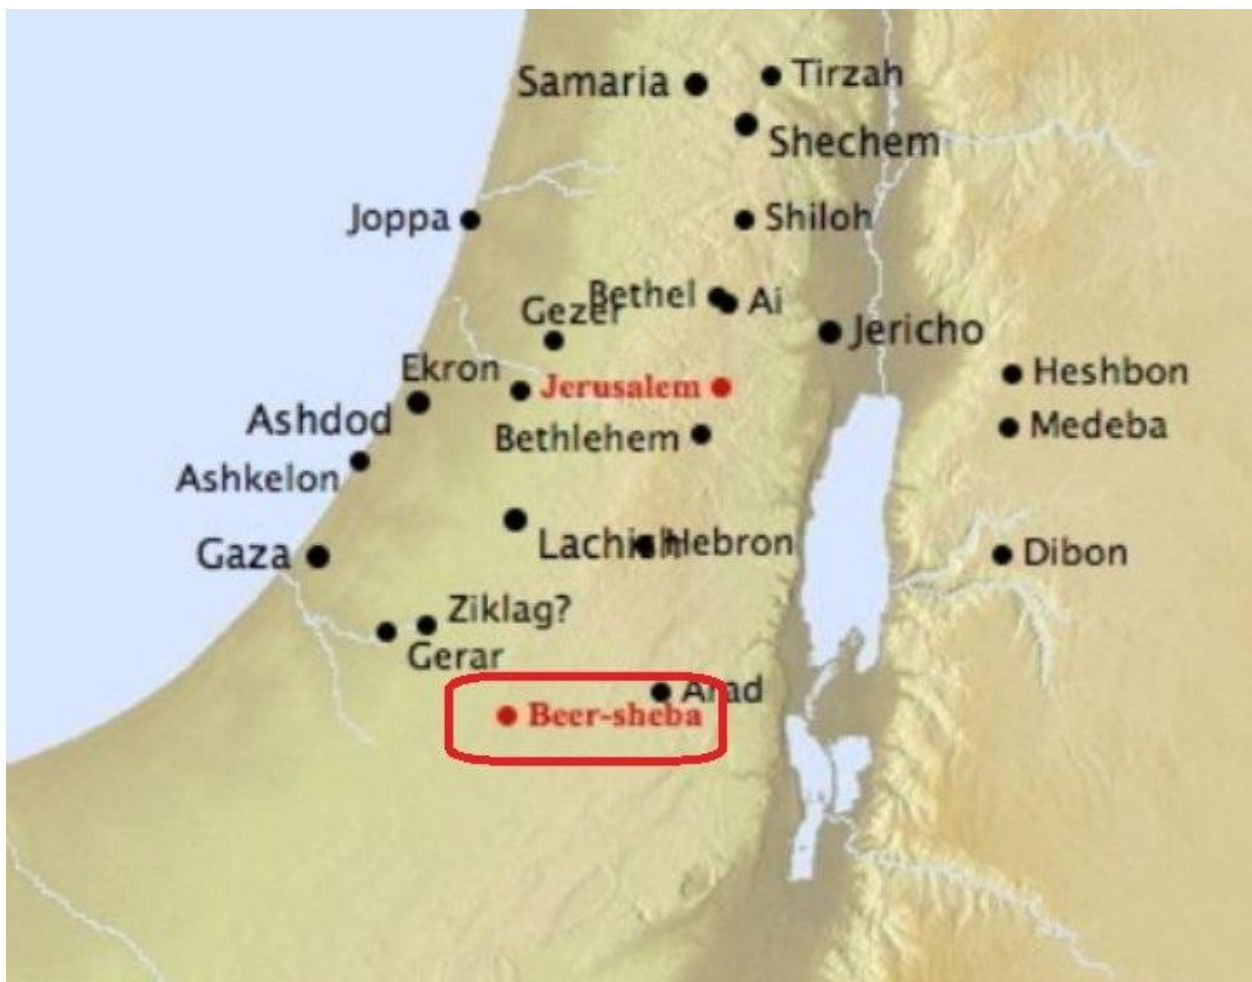 Samaria
Tirzah
Shechem
Joppa
Shiloh
Bethel
Ai
Gezer
Jericho
Ekron
Jerusalem
Heshbon
Ashdod
Bethlehem
Medeba
Ashkelon
Lachish
Hebron
Gaza
Dibon
Ziklag?
Gerar
Arad
Beer-sheba